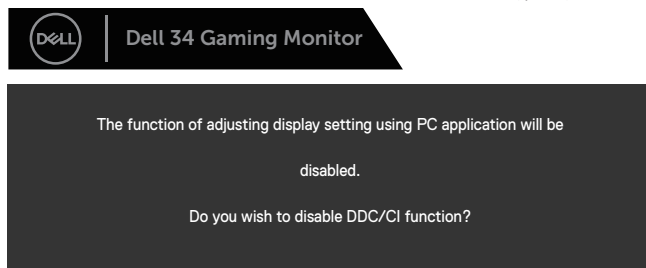 DELL
Dell 34 Gaming Monitor
The function of adjusting display setting using PC application will be
disabled.
Do you wish to disable DDC/CI function?